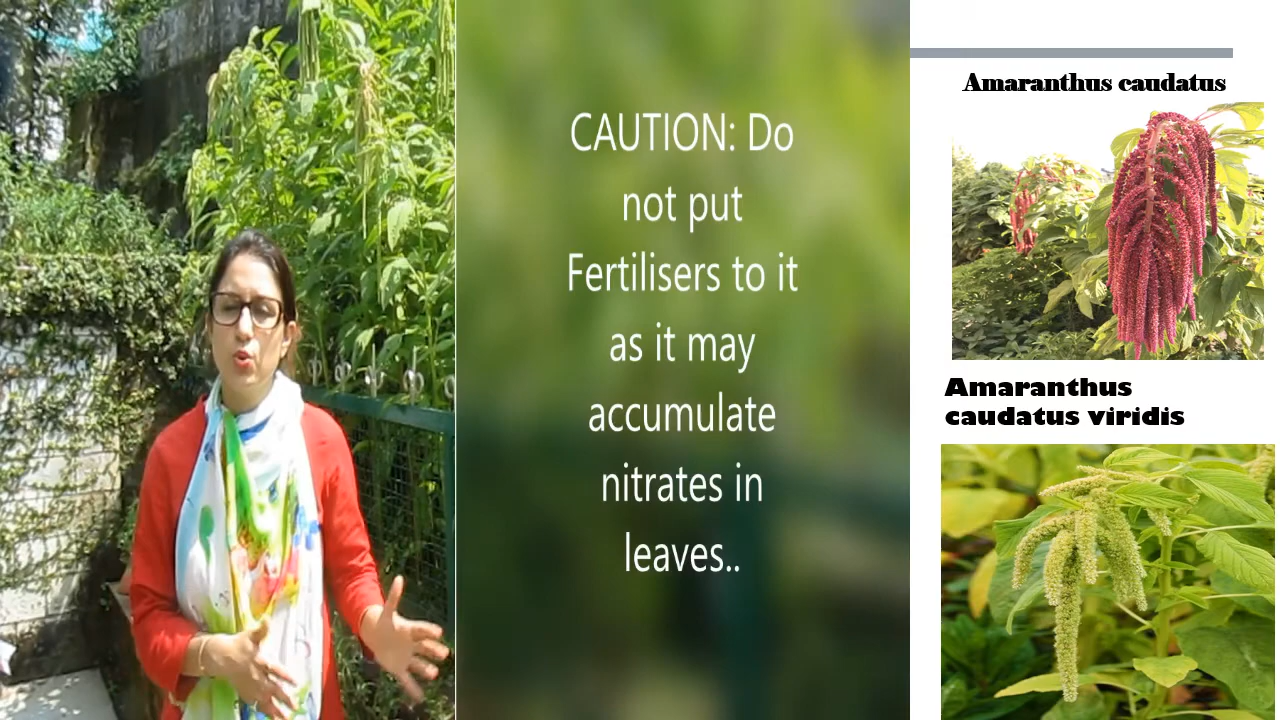 CAUTION: Do
not put
Fertilisers to it
as it may
accumulate
nitrates in
leaves..
Amaranthus caudatus
Amaranthus
caudatus viridis